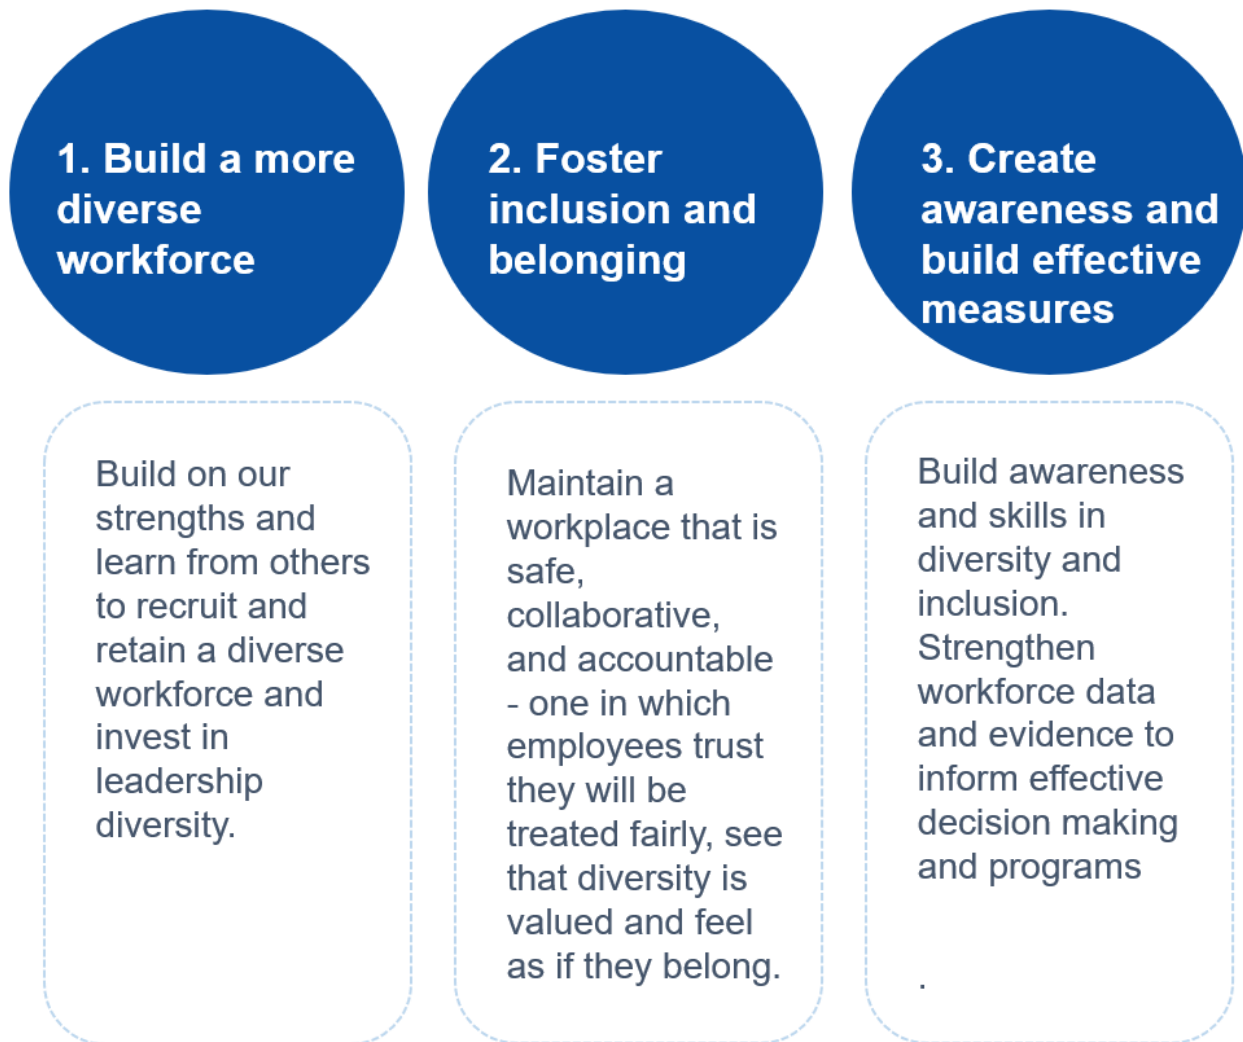 1. Build a more
diverse
workforce
2. Foster
inclusion and
belonging
3. Create
awareness and
build effective
measures
Build on our
strengths and
learn from others
to recruit and
retain a diverse
workforce and
invest in
leadership
diversity.
Maintain a
workplace that is
safe,
collaborative,
and accountable
- one in which
employees trust
they will be
treated fairly, see
that diversity is
valued and feel
as if they belong.
Build awareness
and skills in
diversity and
inclusion.
Strengthen
workforce data
and evidence to
inform effective
decision making
and programs
.